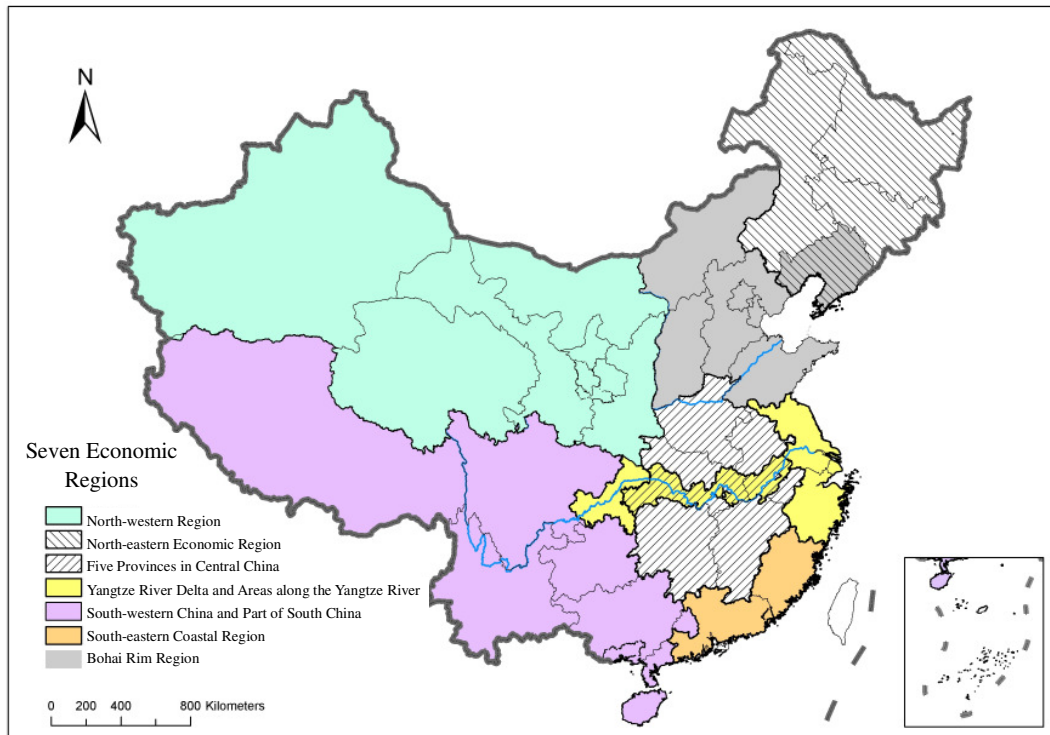 N
Seven Economic
Regions
North-western Region
North-eastern Economic Region
Five Provinces in Central China
Yangtze River Delta and Areas along the Yangtze River
South-western China and Part of South China
South-eastern Coastal Region
Bohai Rim Region
0 200 400 800 Kilometers